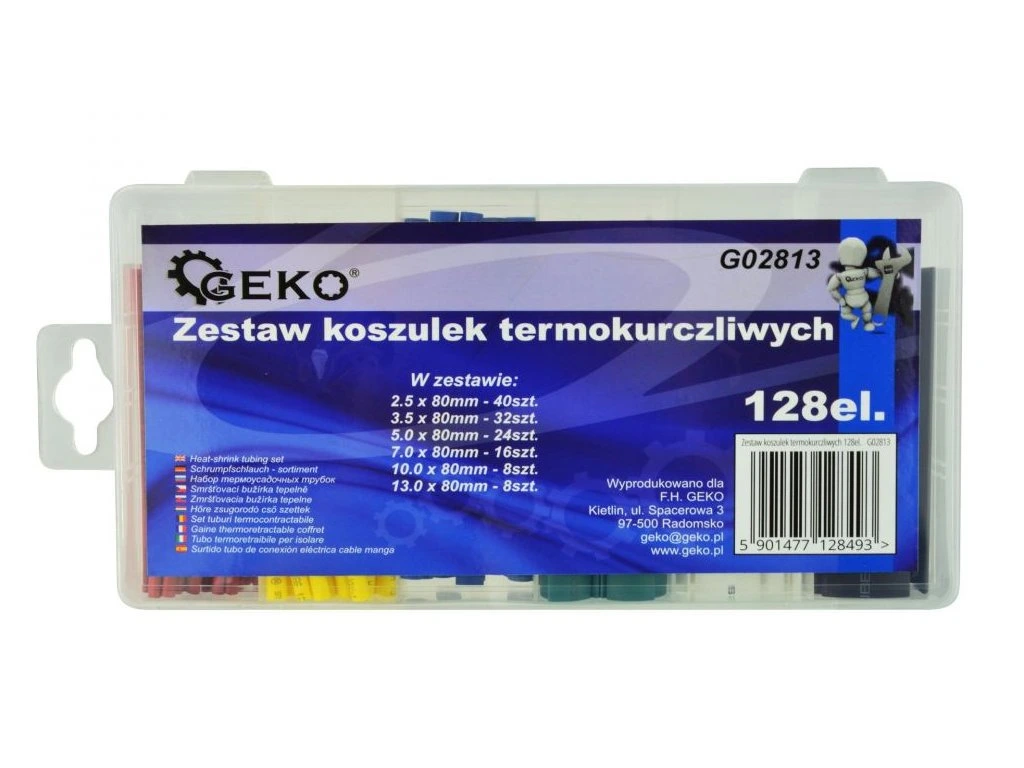 GEKO®
G02813
Zestaw koszulek termokurczliwych
W zestawie:
2.5 x 80mm - 40szt.
3.5 x 80mm - 32szt.
5.0 x 80mm - 24szt.
7.0 x 80mm - 16szt.
10.0 x 80mm - 8szt.
13.0 x 80mm - 8szt.
128el.
Zestaw koszulek termokurczliwych 128el. G02813
5 901477 128493 >
Heat-shrink tubing set
Schrumpfschlauch - sortiment
Набор термоусадочных трубок
Smršťovací bužírka tepelně
Zmršťovacia bužírka tepelne
Hőre zsugorodó cső szettek
Set tuburi termocontractabile
Gaine thermoretractable coffret
Tubo termoretraibile per isolare
Surtido tubo de conexión eléctrica cable manga
Wyprodukowano dla
F.H. GEKO
Kietlin, ul. Spacerowa 3
97-500 Radomsko
geko@geko.pl
www.geko.pl